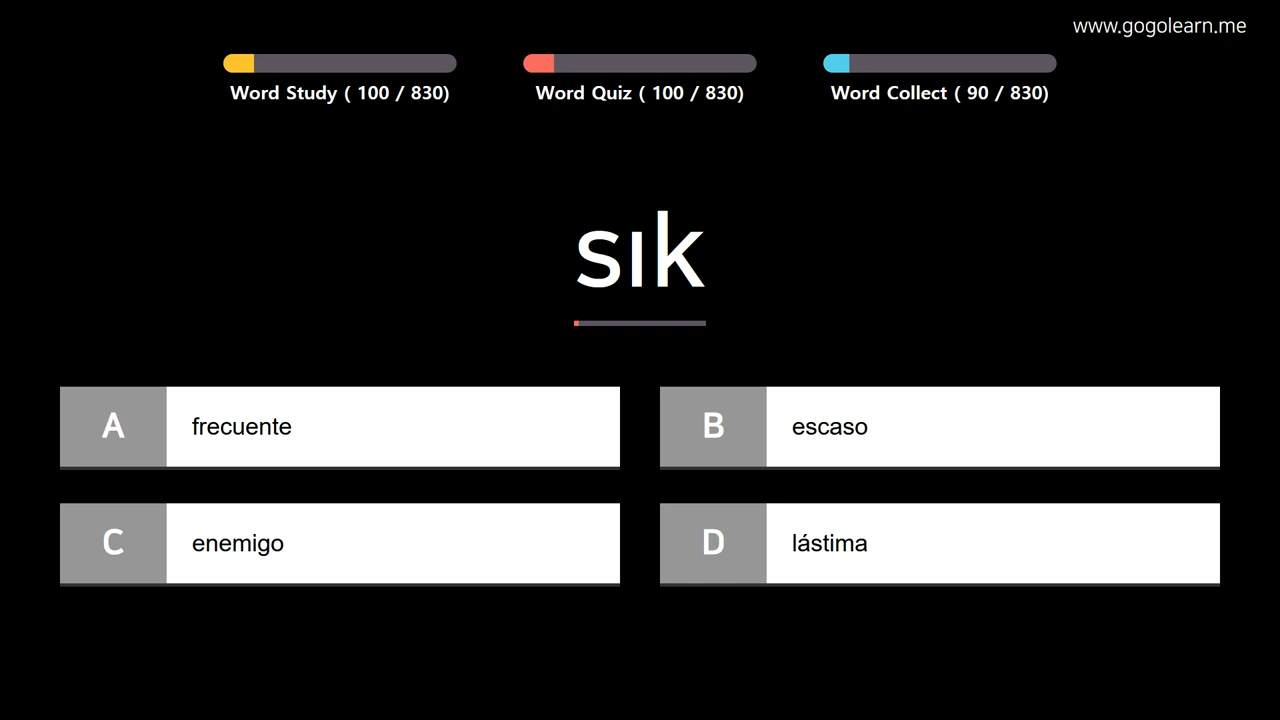 www.gogolearn.me
Word Study ( 100 / 830)
Word Quiz ( 100 / 830)
Word Collect ( 90 / 830)
sık
A
frecuente
B
escaso
C
enemigo
D
lástima